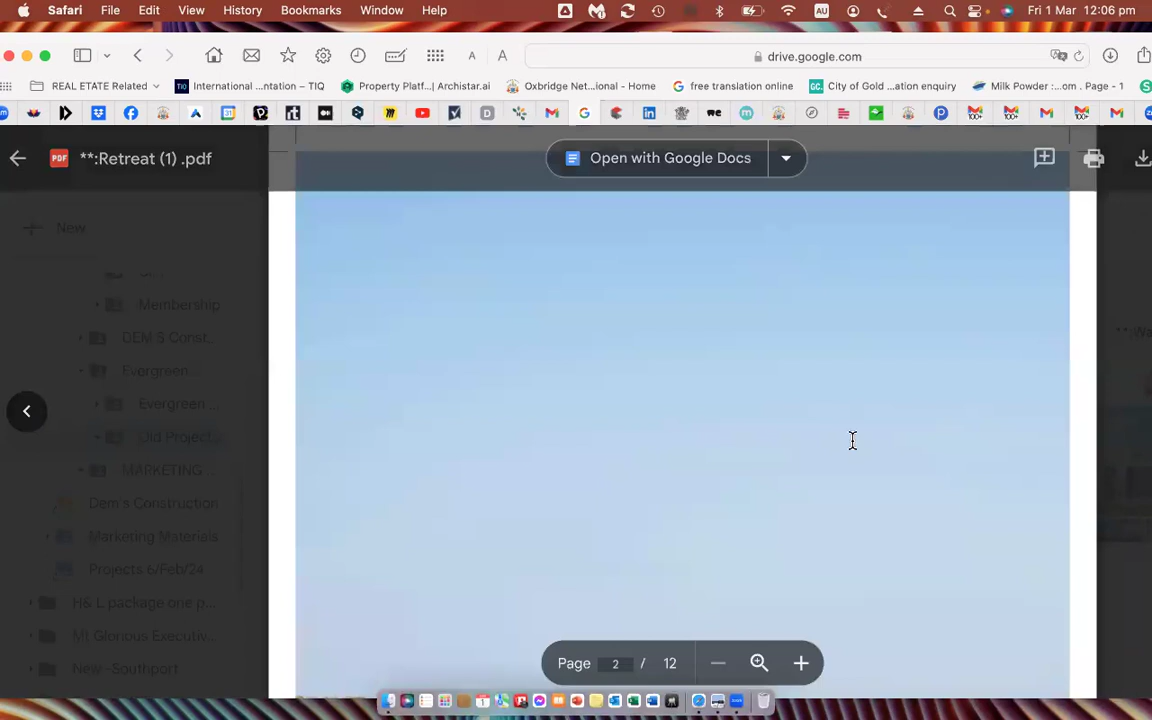 Safari File Edit View History Bookmarks Window Help AU Fri 1 Mar 12:06 pm
A A drive.google.com
REAL ETATE Related International ...ntation – TIQ Property Platf...| Archistar.ai Oxbridge Net...ional - Home free translation online City of Gold ...ation enquiry Milk Powder :...om , Page - 1
**:Retreat (1) .pdf Open with Google Docs
New
Membership
DEM S Const...
Evergreen ...
Evergreen ...
Old Project...
MARKETING ...
Dem's Construction
Marketing Materials
Projects 6/Feb/24
H& L package one p...
MJ Glorious Executiv...
New -Southport
Page 2 / 12